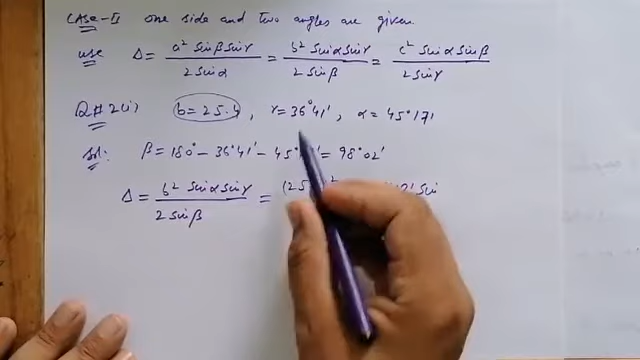 CASE-II one side and two angles are given
use Δ = a² sinβ sinγ / 2 sinα = b² sinα sinγ / 2 sinβ = c² sinα sinβ / 2 sinγ
Q# 2(i) b = 25.4, γ = 36°41', α = 45°17'
Sol: β = 180° - 36°41' - 45° ' = 98°02'
Δ = b² sinα sinγ / 2 sinβ = (25 sin